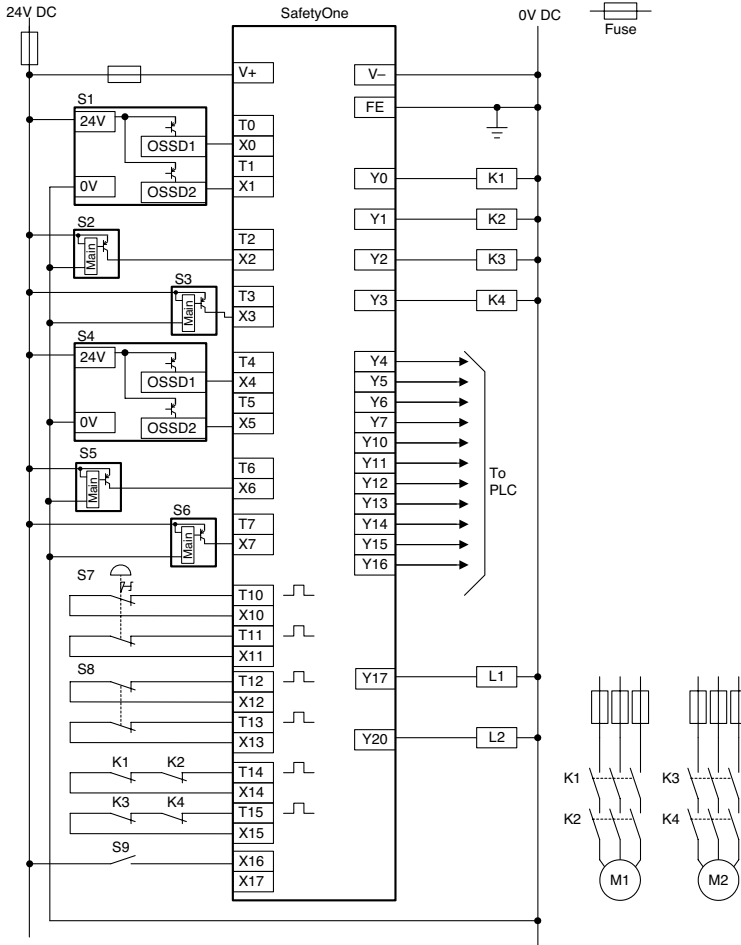 24V DC SafetyOne 0V DC
Fuse
V+ V–
FE
S1
24V
OSSD1
0V
OSSD2
T0
X0
T1
X1
Y0 K1
Y1 K2
S2
Main
T2
X2
Y2 K3
S3
Main
T3
X3
Y3 K4
S4
24V
OSSD1
0V
OSSD2
T4
X4
T5
X5
Y4
Y5
Y6
Y7
Y10
Y11
Y12
Y13
Y14
Y15
Y16
To
PLC
S5
Main
T6
X6
S6
Main
T7
X7
S7
T10
X10
T11
X11
S8
T12
X12
T13
X13
Y17 L1
Y20 L2
K1 K2
T14
X14
K3 K4
T15
X15
S9
X16
X17
K1
K2
M1
K3
K4
M2